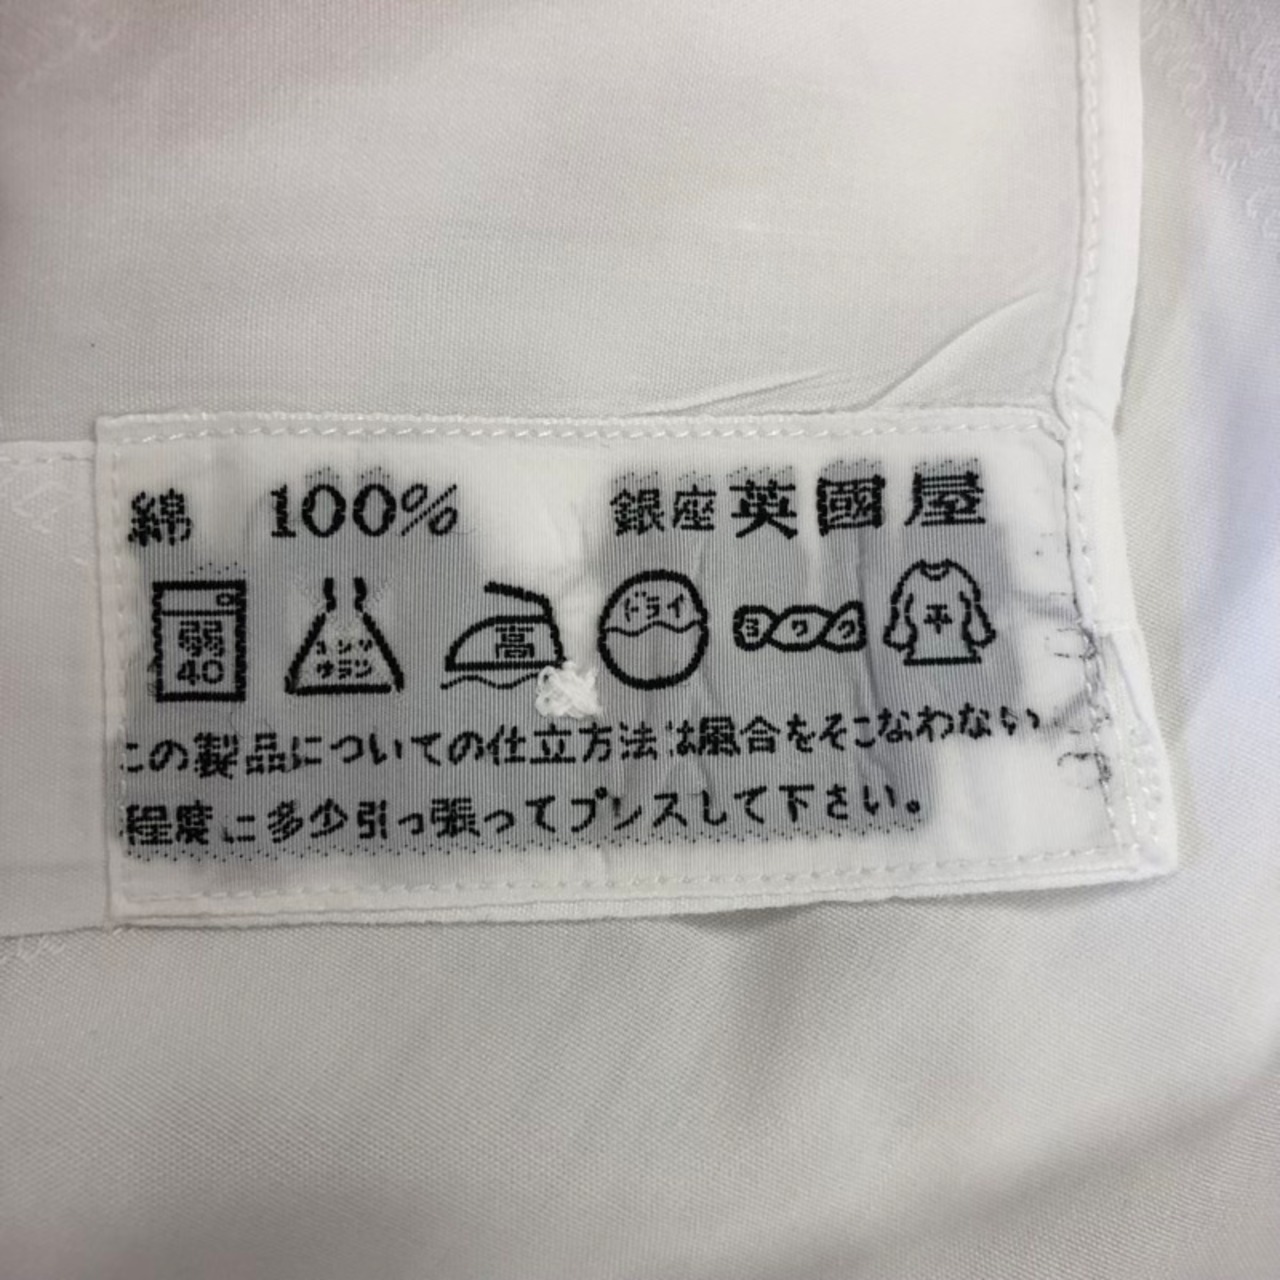 綿 100% 銀座英國屋
弱 40
エンソ サラシ
高
ドライ
ヨワク
平
この製品についての仕立方法は風合をそこなわない
程度に多少引っ張ってプレスして下さい。